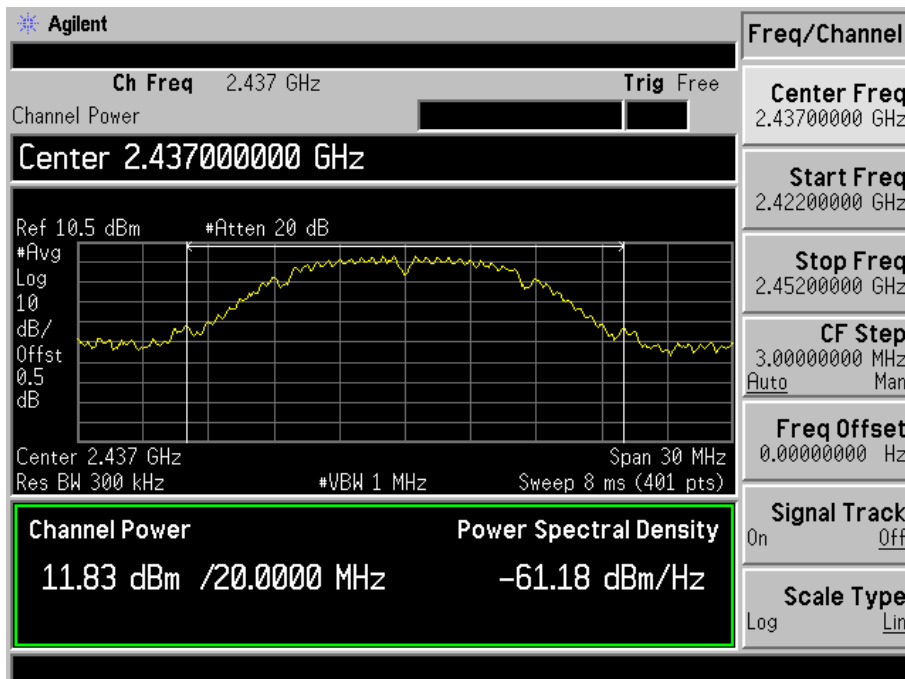 Agilent
Freq/Channel
Ch Freq 2.437 GHz Trig Free
Channel Power
Center 2.437000000 GHz
Ref 10.5 dBm #Atten 20 dB
#Avg
Log
10
dB/
Offst
0.5
dB
Center 2.437 GHz Span 30 MHz
Res BW 300 kHz #VBW 1 MHz Sweep 8 ms (401 pts)
Channel Power Power Spectral Density
11.83 dBm /20.0000 MHz -61.18 dBm/Hz
Center Freq
2.43700000 GHz
Start Freq
2.42200000 GHz
Stop Freq
2.45200000 GHz
CF Step
3.00000000 MHz
Auto Man
Freq Offset
0.00000000 Hz
Signal Track
On Off
Scale Type
Log Lin